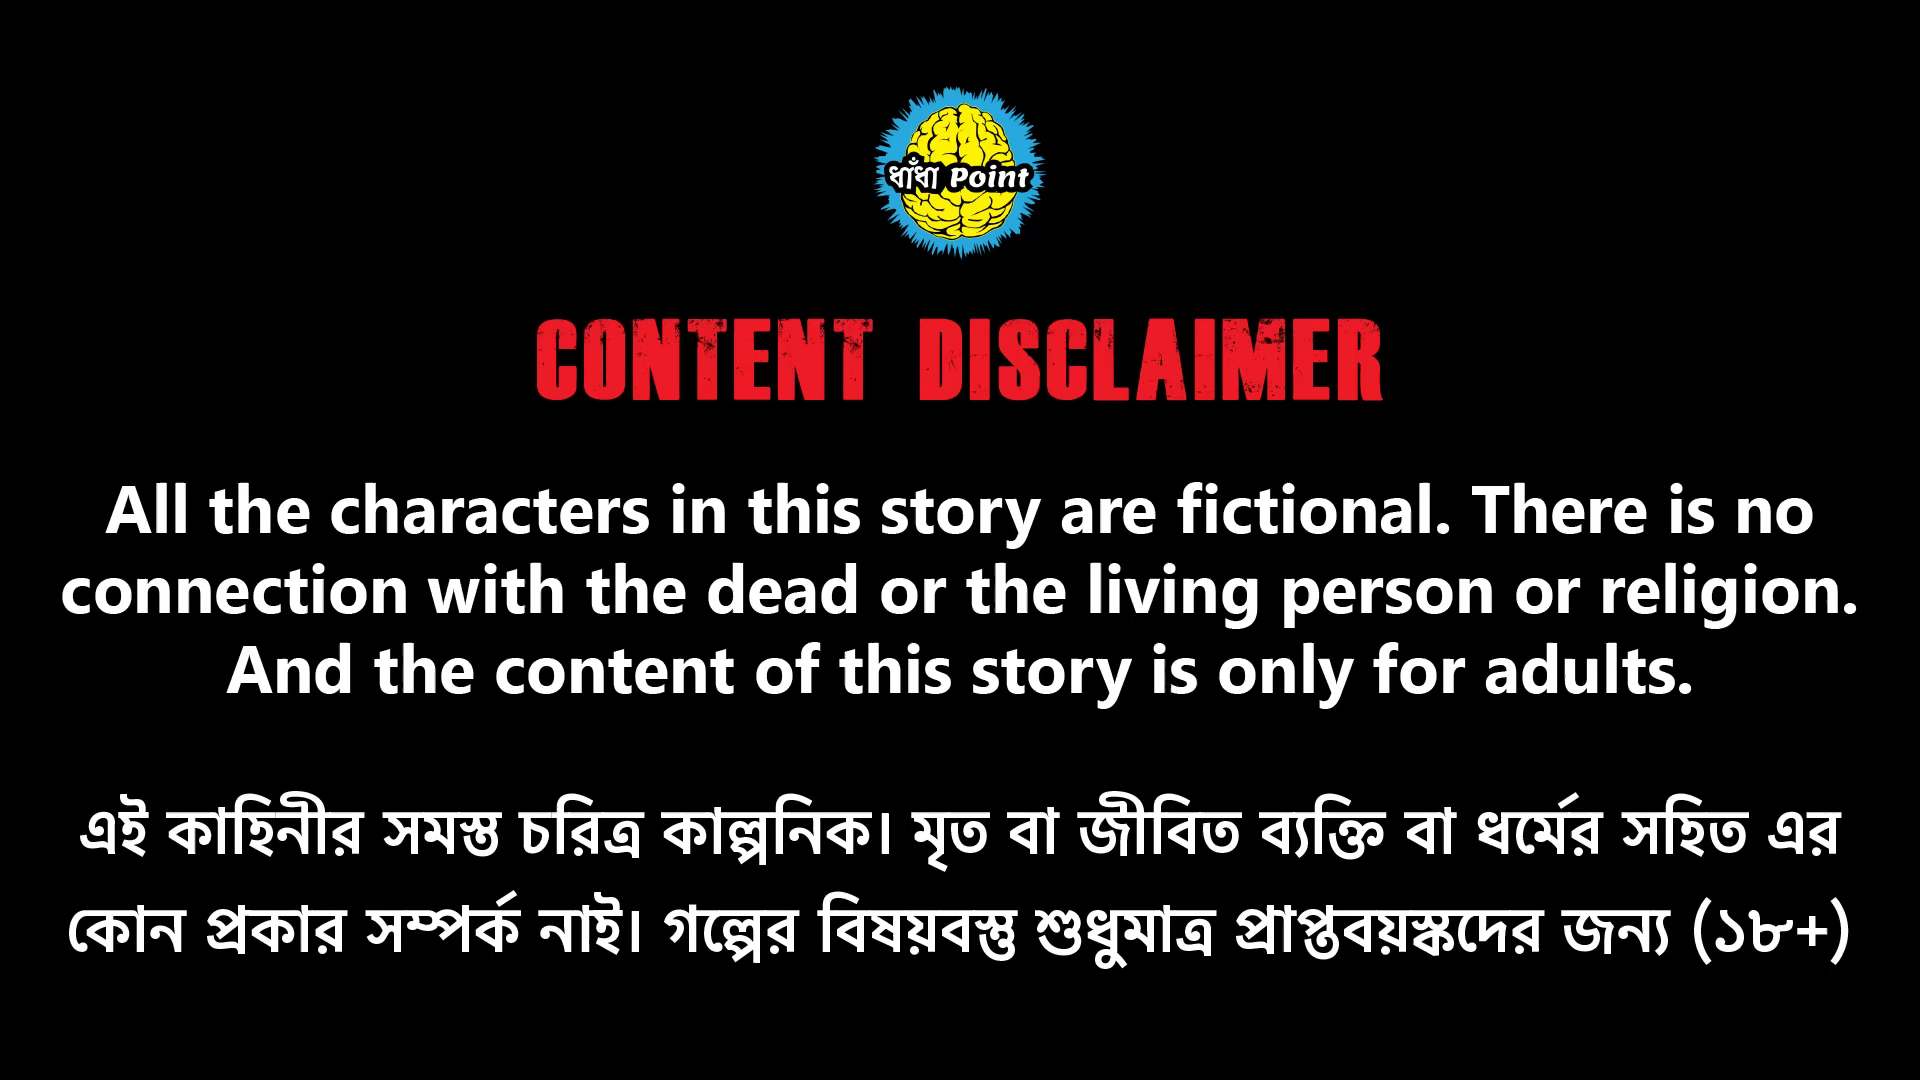 ধাঁধা Point
CONTENT DISCLAIMER
All the characters in this story are fictional. There is no
connection with the dead or the living person or religion.
And the content of this story is only for adults.
এই কাহিনীর সমস্ত চরিত্র কাল্পনিক। মৃত বা জীবিত ব্যক্তি বা ধর্মের সহিত এর
কোন প্রকার সম্পর্ক নাই। গল্পের বিষয়বস্তু শুধুমাত্র প্রাপ্তবয়স্কদের জন্য (১৮+)